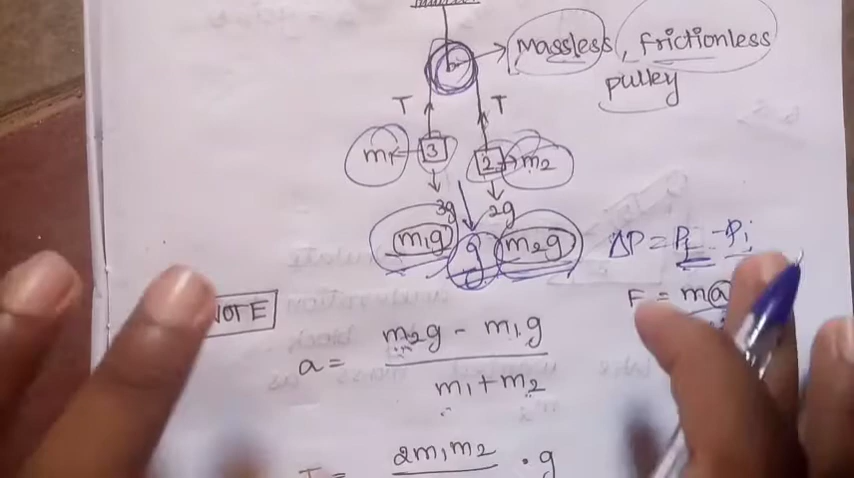 Massless, frictionless
pulley
T T
m1 3 2 m2
3g 2g
m1g g m2g ΔP = Pf - Pi
NOTE F = ma
a = m2g - m1g / m1 + m2
T = 2m1m2 · g